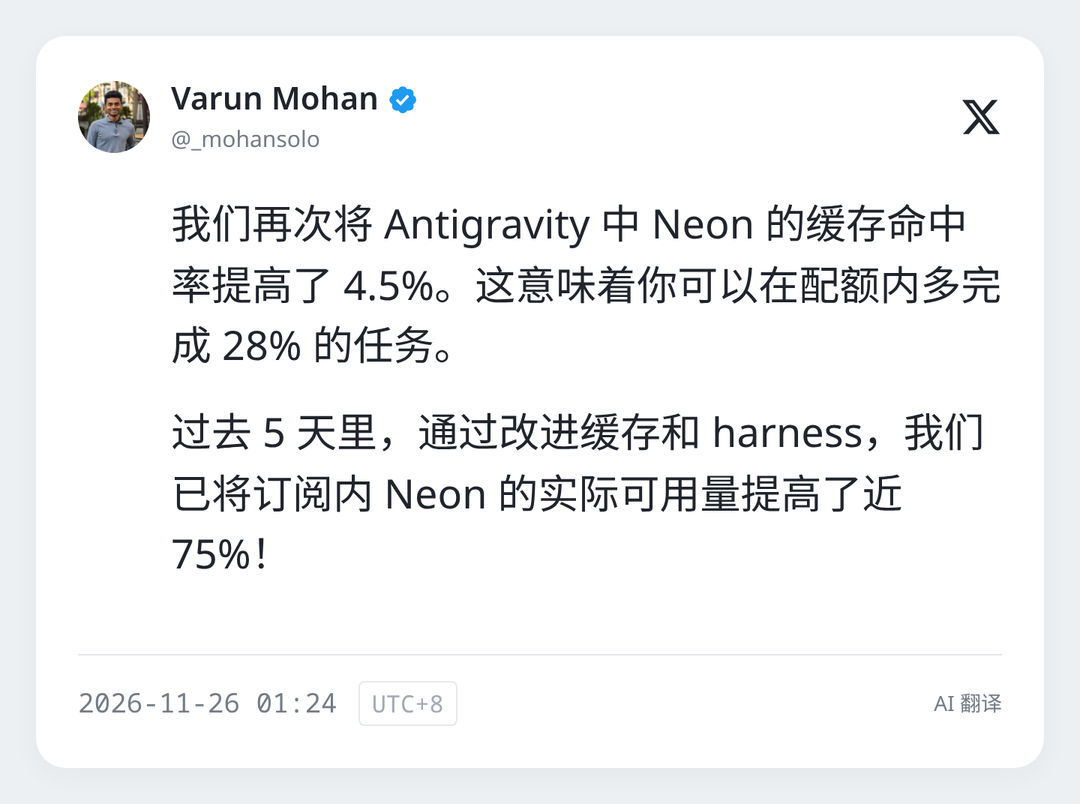 Varun Mohan
@_mohansolo
我们再次将 Antigravity 中 Neon 的缓存命中
率提高了 4.5%。这意味着你可以在配额内多完
成 28% 的任务。
过去 5 天里，通过改进缓存和 harness，我们
已将订阅内 Neon 的实际可用量提高了近
75%！
2026-11-26 01:24 UTC+8
AI 翻译